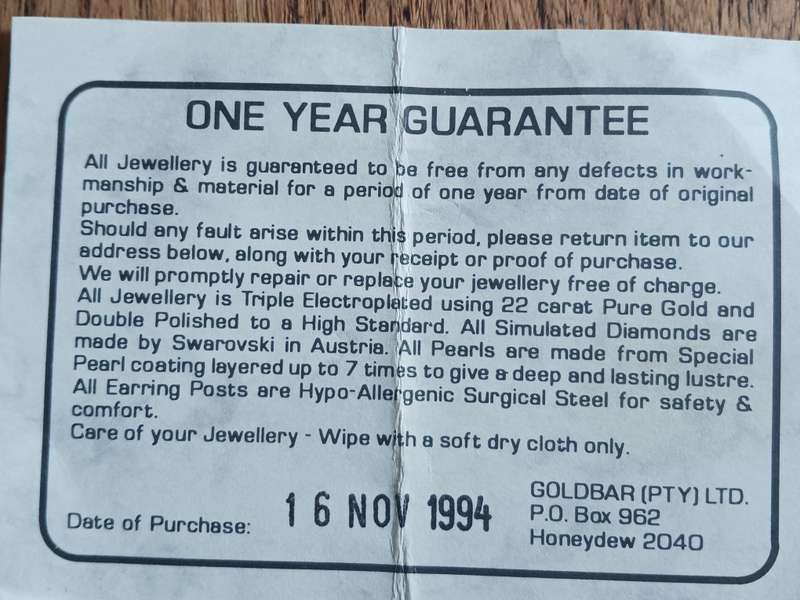 ONE YEAR GUARANTEE
All Jewellery is guaranteed to be free from any defects in work-
manship & material for a period of one year from date of original
purchase.
Should any fault arise within this period, please return item to our
address below, along with your receipt or proof of purchase.
We will promptly repair or replace your jewellery free of charge.
All Jewellery is Triple Electroplated using 22 carat Pure Gold and
Double Polished to a High Standard. All Simulated Diamonds are
made by Swarovski in Austria. All Pearls are made from Special
Pearl coating layered up to 7 times to give a deep and lasting lustre.
All Earring Posts are Hypo-Allergenic Surgical Steel for safety &
comfort.
Care of your Jewellery - Wipe with a soft dry cloth only.
Date of Purchase: 16 NOV 1994
GOLDBAR (PTY) LTD.
P.O. Box 962
Honeydew 2040